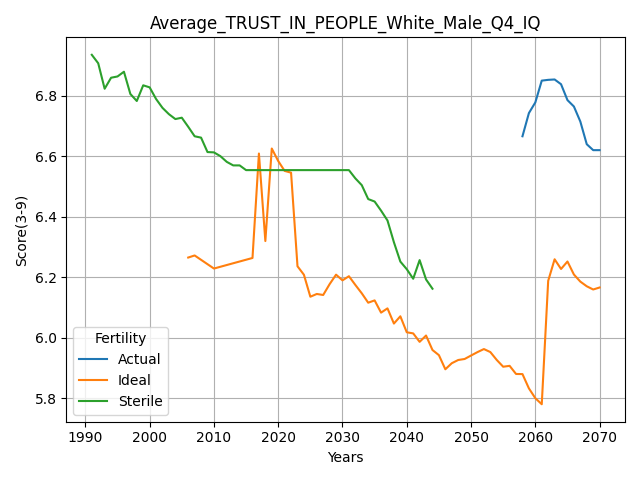 Average_TRUST_IN_PEOPLE_White_Male_Q4_IQ
Score(3-9)
6.8
6.6
6.4
6.2
6.0
5.8
Fertility
Actual
Ideal
Sterile
1990 2000 2010 2020 2030 2040 2050 2060 2070
Years